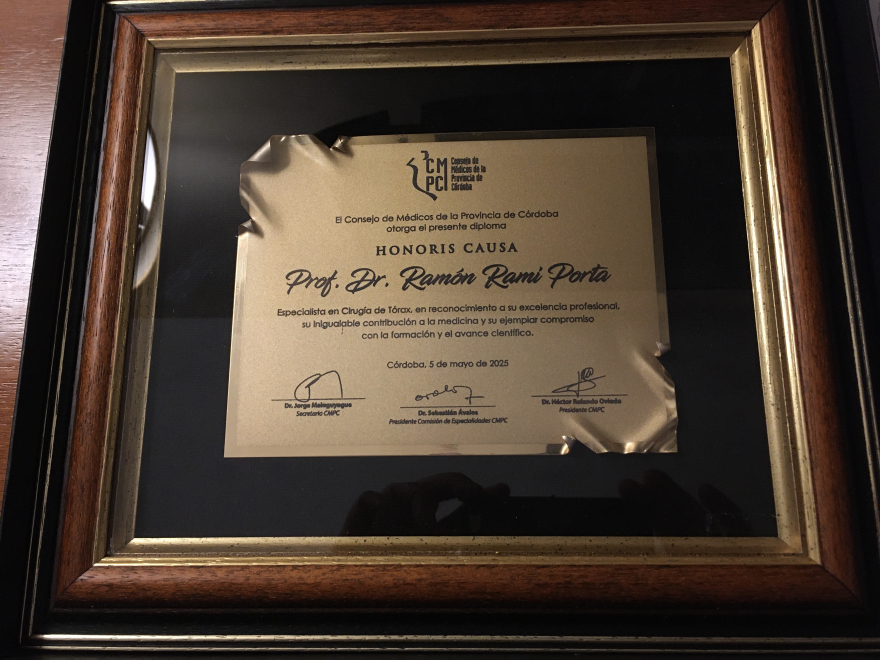 CM
PC
Consejo de
Médicos de la
Provincia de
Córdoba
El Consejo de Médicos de la Provincia de Córdoba
otorga el presente diploma
HONORIS CAUSA
Prof. Dr. Ramón Rami Porta
Especialista en Cirugía de Tórax, en reconocimiento a su excelencia profesional,
su inigualable contribución a la medicina y su ejemplar compromiso
con la formación y el avance científico.
Córdoba, 5 de mayo de 2025
Dr. Jorge Mainguyague
Secretario CMPC
Dr. Sebastián Ávalos
Presidente Comisión de Especialidades CMPC
Dr. Héctor Rolando Oviedo
Presidente CMPC